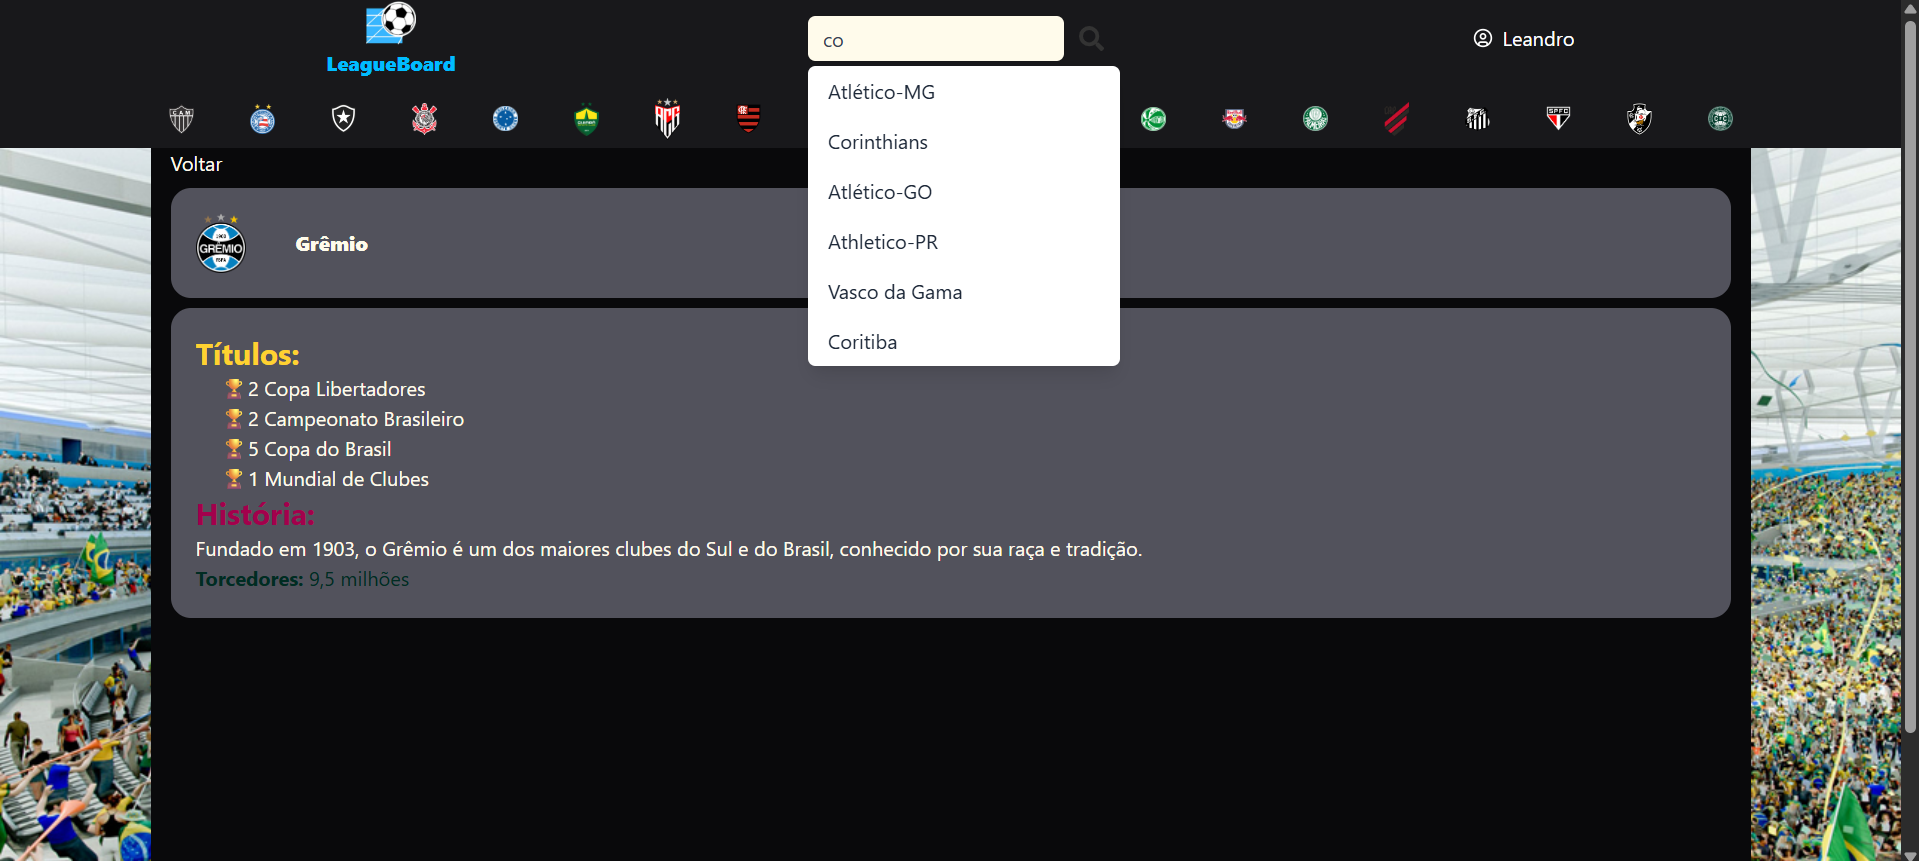 LeagueBoard
co
Leandro
Atlético-MG
Corinthians
Atlético-GO
Athletico-PR
Vasco da Gama
Coritiba
Voltar
GRÊMIO
Grêmio
Títulos:
2 Copa Libertadores
2 Campeonato Brasileiro
5 Copa do Brasil
1 Mundial de Clubes
História:
Fundado em 1903, o Grêmio é um dos maiores clubes do Sul e do Brasil, conhecido por sua raça e tradição.
Torcedores: 9,5 milhões